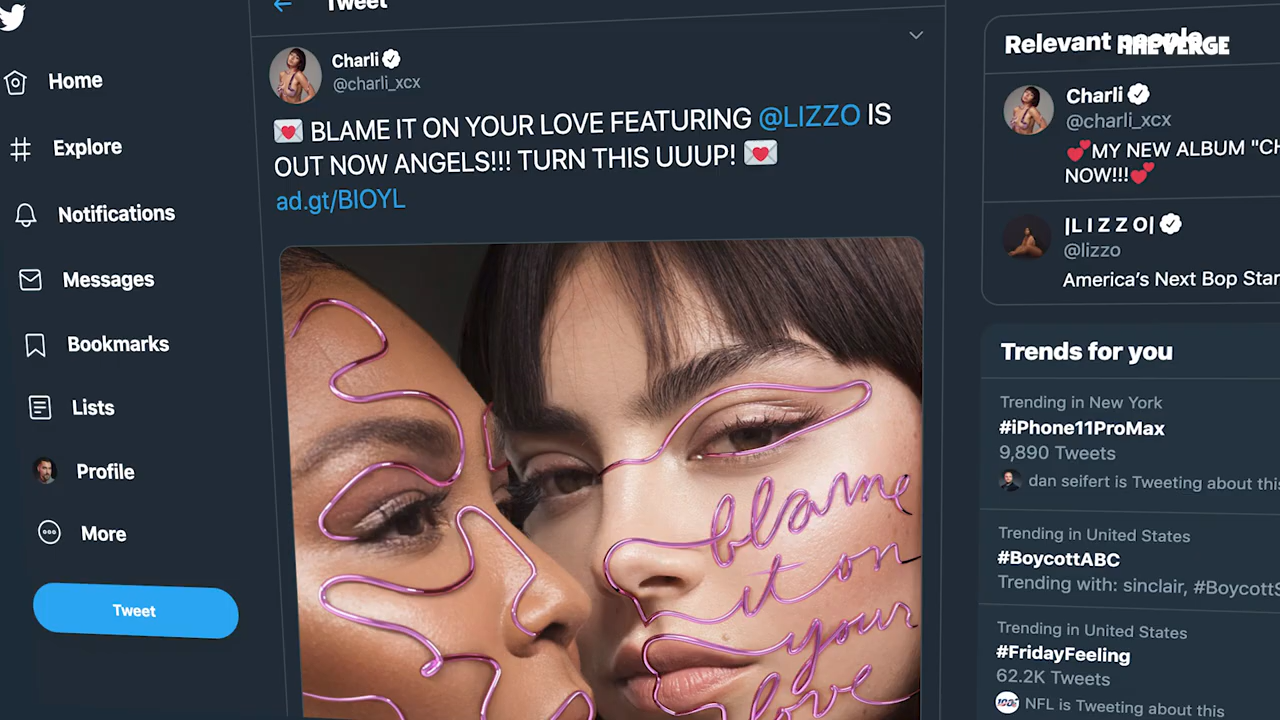 Tweet
Home
Explore
Notifications
Messages
Bookmarks
Lists
Profile
More
Tweet
Charli
@charli_xcx
💌 BLAME IT ON YOUR LOVE FEATURING @LIZZO IS
OUT NOW ANGELS!!! TURN THIS UUUP! 💌
ad.gt/BIOYL
blame
it on
your
love
Relevant people
THE VERGE
Charli
@charli_xcx
💕MY NEW ALBUM "CH
NOW!!!💕
|L I Z Z O|
@lizzo
America's Next Bop Star
Trends for you
Trending in New York
#iPhone11ProMax
9,890 Tweets
dan seifert is Tweeting about this
Trending in United States
#BoycottABC
Trending with: sinclair, #BoycottS
Trending in United States
#FridayFeeling
62.2K Tweets
NFL is Tweeting about this